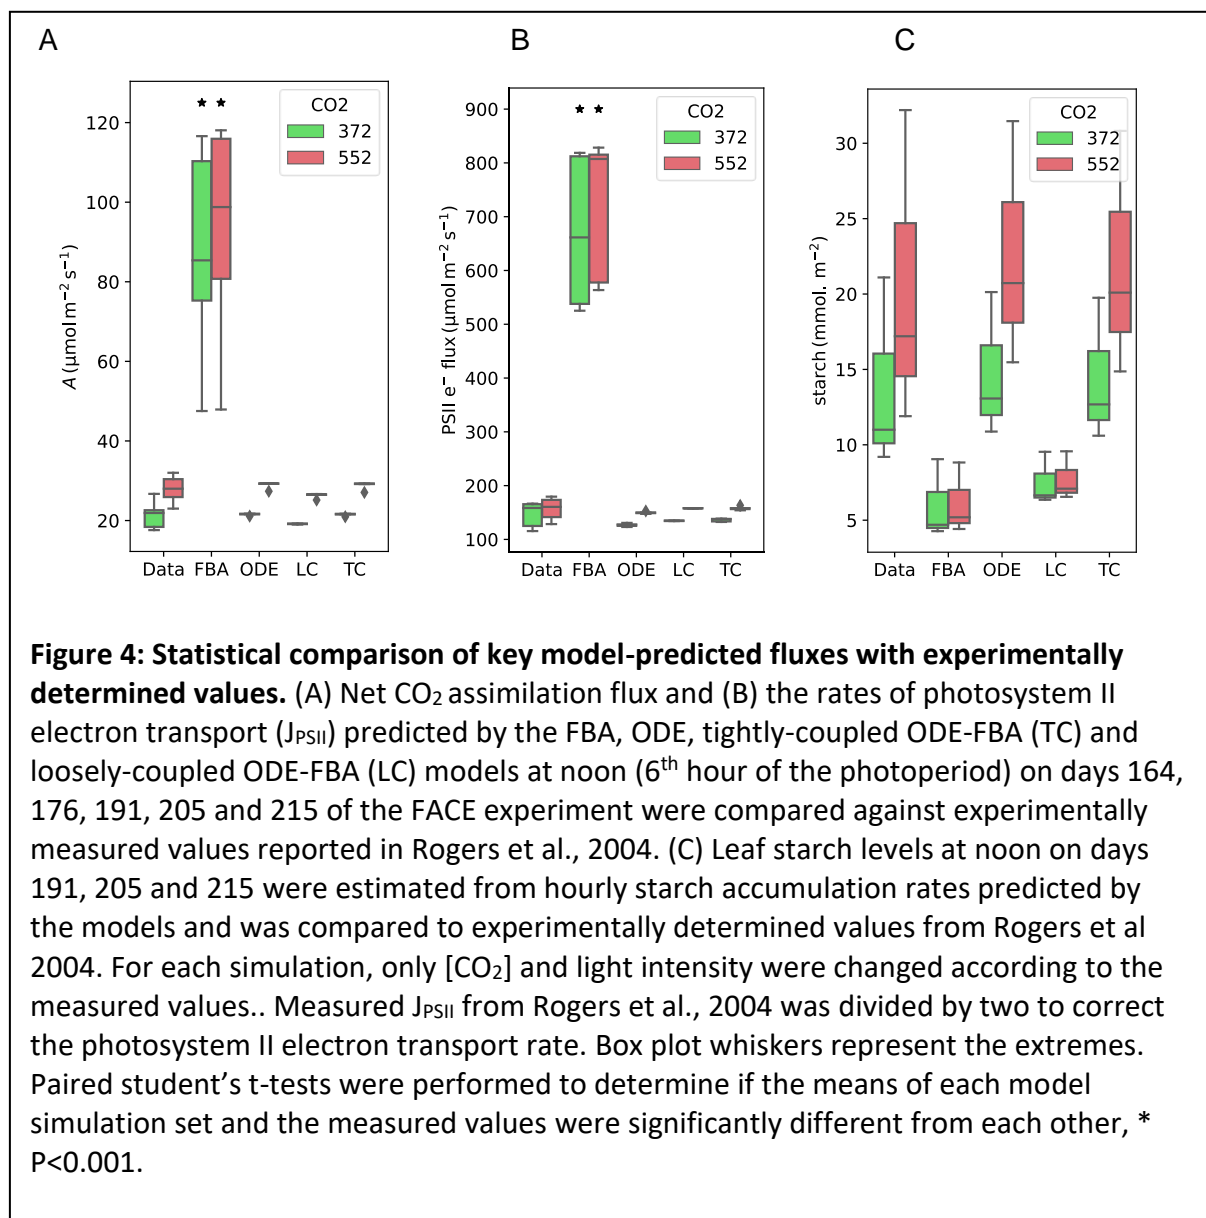 A
B
C
CO2
372
552
120
100
80
60
40
20
A (μmol m⁻² s⁻¹)
Data FBA ODE LC TC
CO2
372
552
900
800
700
600
500
400
300
200
100
PSII e⁻ flux (μmol m⁻² s⁻¹)
Data FBA ODE LC TC
CO2
372
552
30
25
20
15
10
5
starch (mmol. m⁻²)
Data FBA ODE LC TC
Figure 4: Statistical comparison of key model-predicted fluxes with experimentally
determined values. (A) Net CO₂ assimilation flux and (B) the rates of photosystem II
electron transport (J_PSII) predicted by the FBA, ODE, tightly-coupled ODE-FBA (TC) and
loosely-coupled ODE-FBA (LC) models at noon (6th hour of the photoperiod) on days 164,
176, 191, 205 and 215 of the FACE experiment were compared against experimentally
measured values reported in Rogers et al., 2004. (C) Leaf starch levels at noon on days
191, 205 and 215 were estimated from hourly starch accumulation rates predicted by
the models and was compared to experimentally determined values from Rogers et al
2004. For each simulation, only [CO₂] and light intensity were changed according to the
measured values.. Measured J_PSII from Rogers et al., 2004 was divided by two to correct
the photosystem II electron transport rate. Box plot whiskers represent the extremes.
Paired student’s t-tests were performed to determine if the means of each model
simulation set and the measured values were significantly different from each other, *
P<0.001.